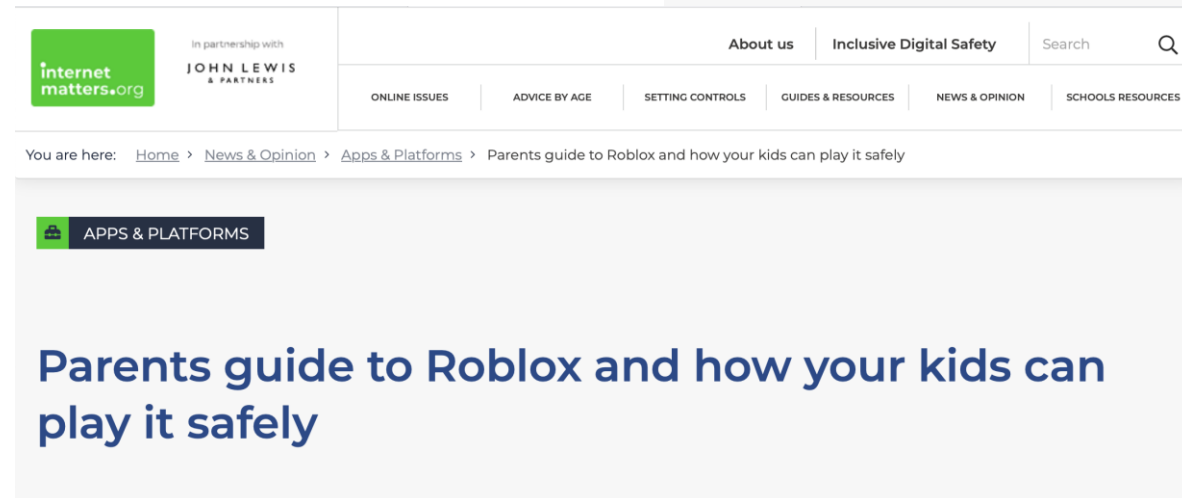 internet
matters.org
In partnership with
JOHN LEWIS
& PARTNERS
About us
Inclusive Digital Safety
Search
ONLINE ISSUES
ADVICE BY AGE
SETTING CONTROLS
GUIDES & RESOURCES
NEWS & OPINION
SCHOOLS RESOURCES
You are here: Home > News & Opinion > Apps & Platforms > Parents guide to Roblox and how your kids can play it safely
APPS & PLATFORMS
Parents guide to Roblox and how your kids can
play it safely